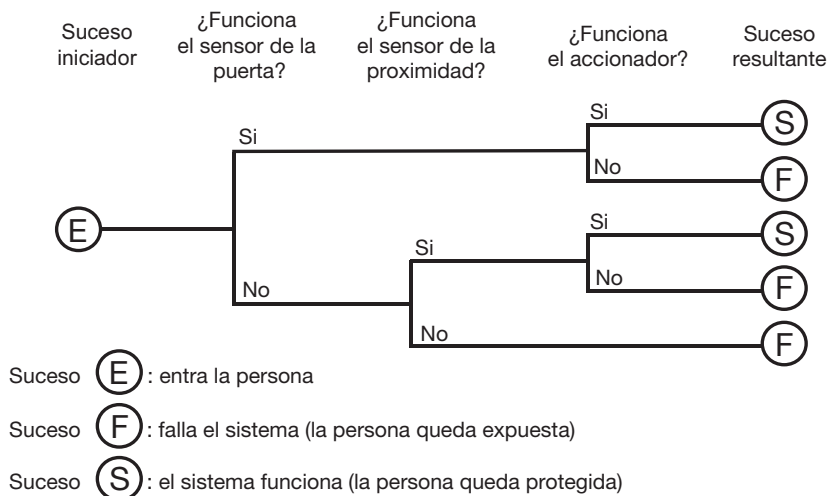 Suceso
iniciador
¿Funciona
el sensor de la
puerta?
¿Funciona
el sensor de la
proximidad?
¿Funciona
el accionador?
Suceso
resultante
Si
Si
S
No
F
E
No
Si
Si
S
No
F
No
F
Suceso E : entra la persona
Suceso F : falla el sistema (la persona queda expuesta)
Suceso S : el sistema funciona (la persona queda protegida)